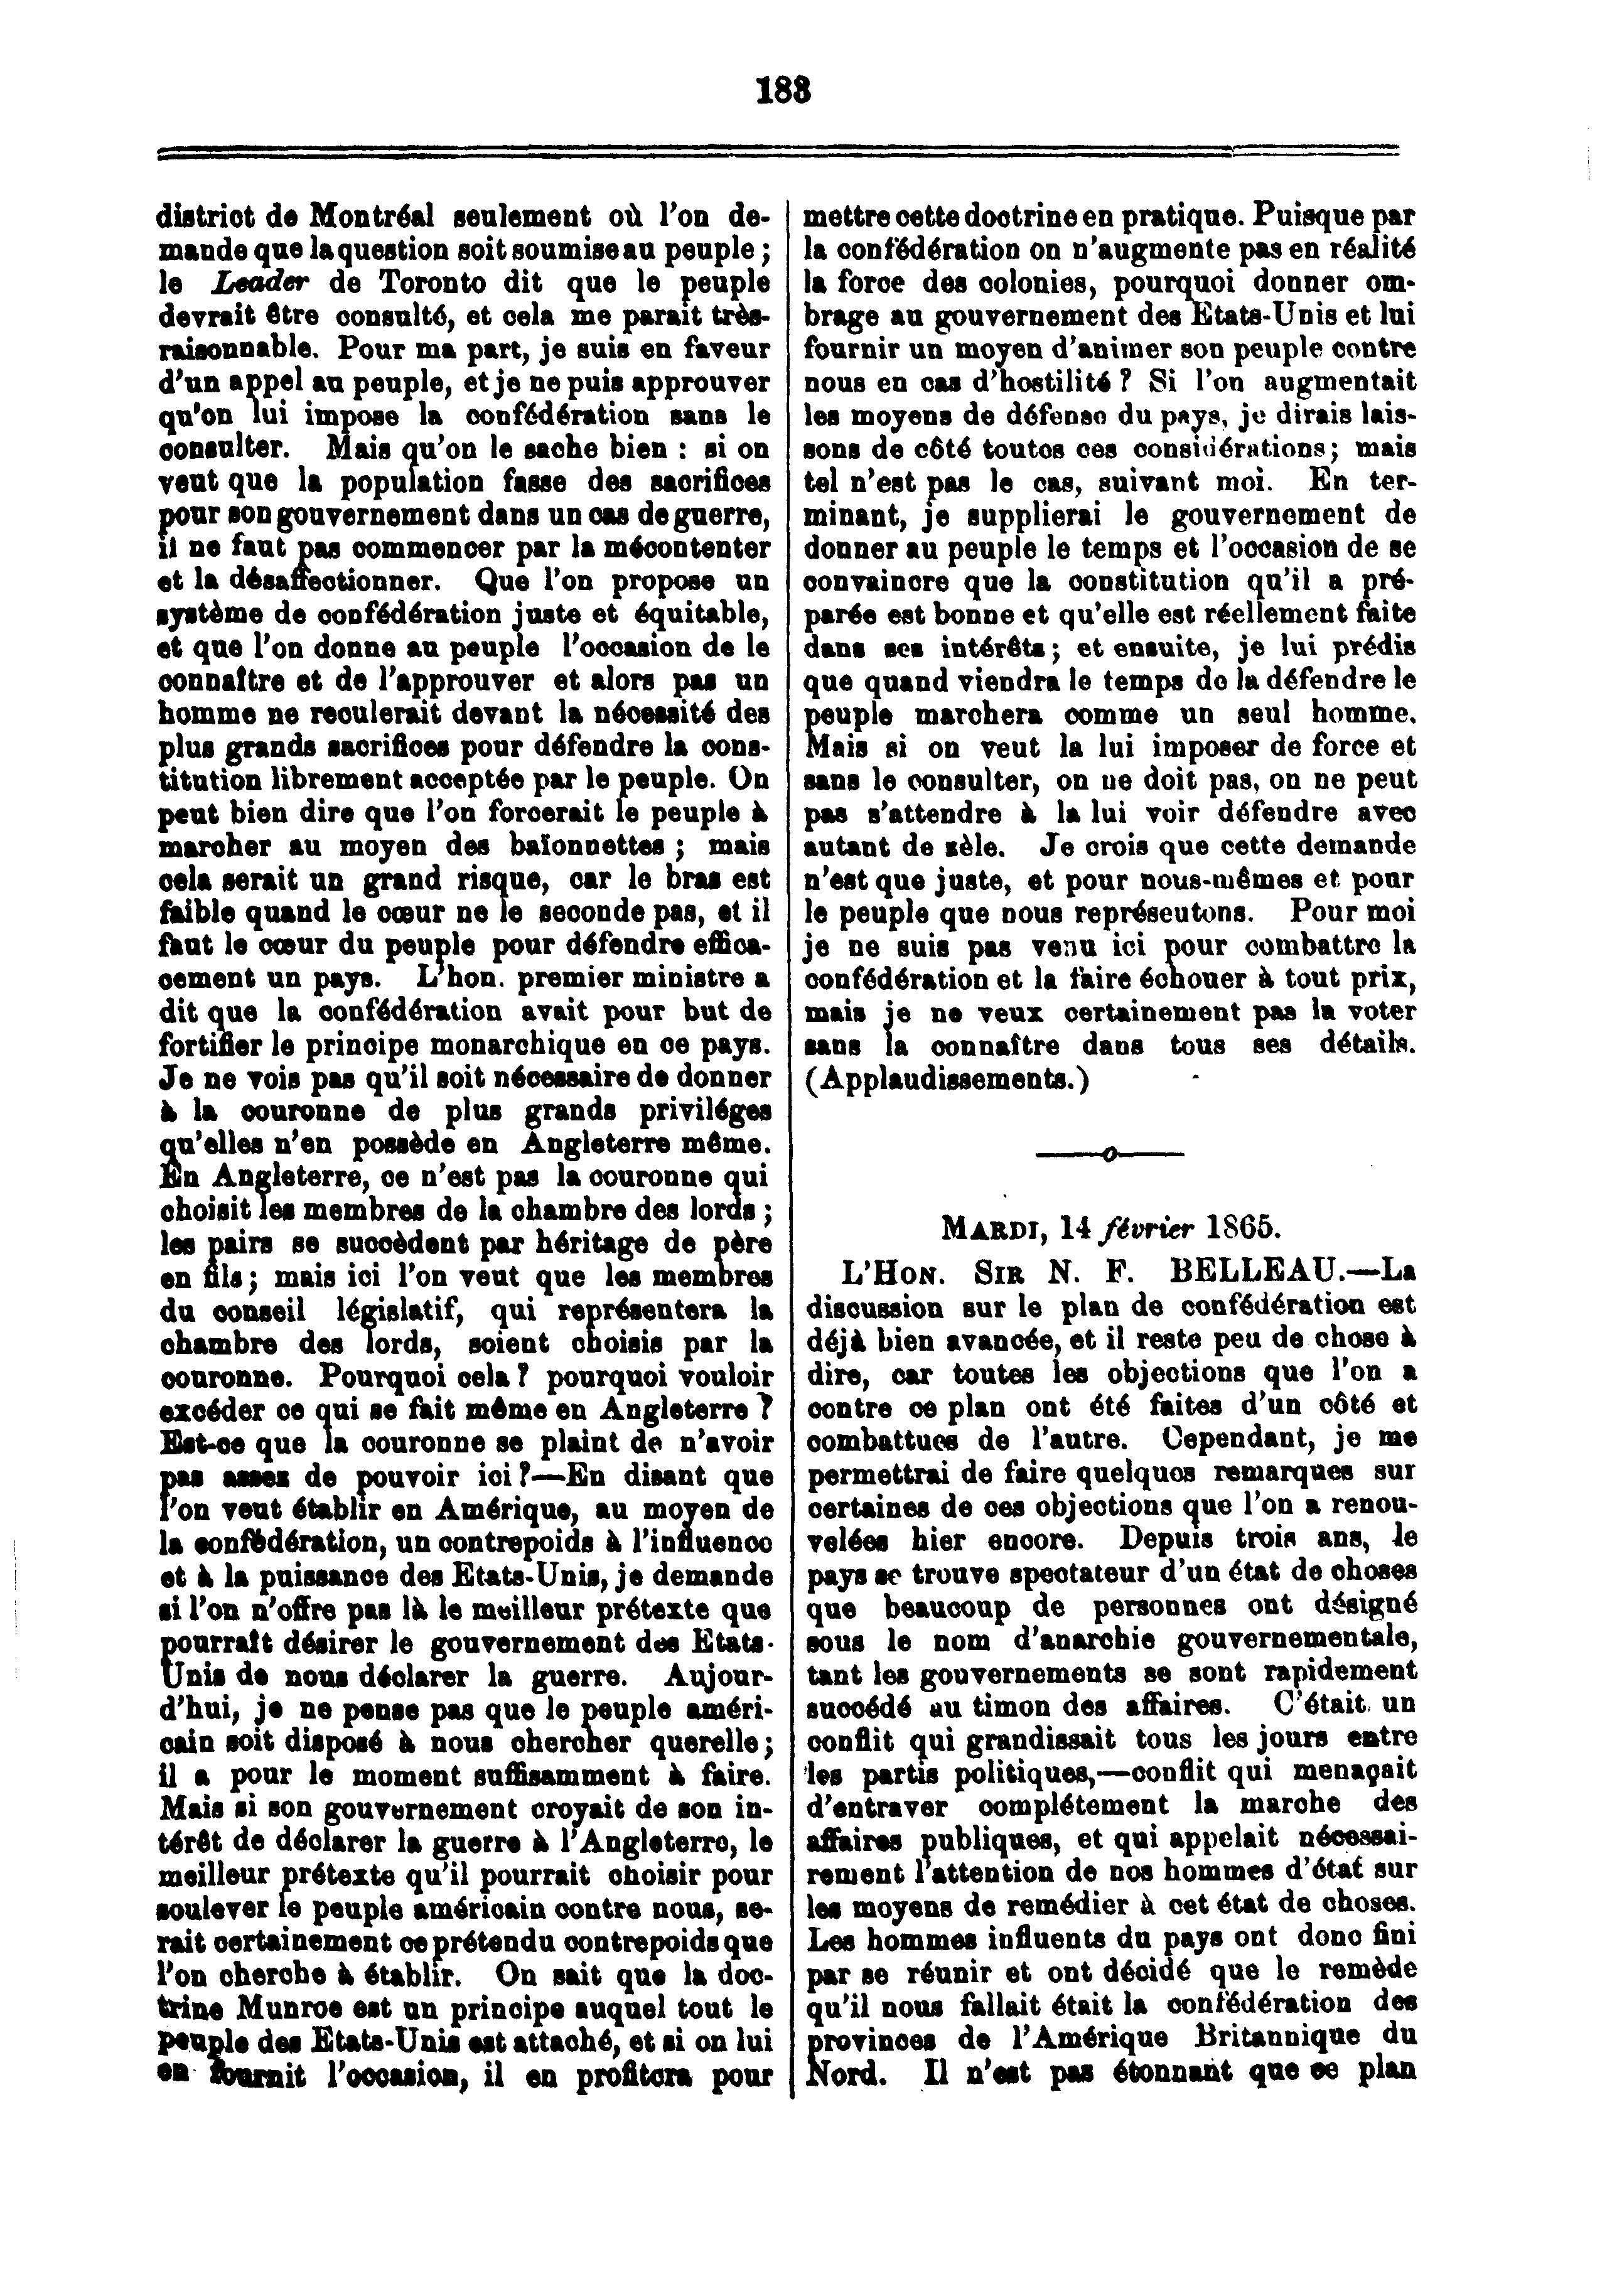 183
district de Montréal seulement où l'on de-
mande que la question soit soumise au peuple ;
le Leader de Toronto dit que le peuple
devrait être consulté, et cela me parait très-
raisonnable. Pour ma part, je suis en faveur
d'un appel au peuple, et je ne puis approuver
qu'on lui impose la confédération sans le
consulter. Mais qu'on le sache bien : si on
veut que la population fasse des sacrifices
pour son gouvernement dans un cas de guerre,
il ne faut pas commencer par la mécontenter
et la désaffectionner. Que l'on propose un
système de confédération juste et équitable,
et que l'on donne au peuple l'occasion de le
connaître et de l'approuver et alors pas un
homme ne reculerait devant la nécessité des
plus grands sacrifices pour défendre la cons-
titution librement acceptée par le peuple. On
peut bien dire que l'on forcerait le peuple à
marcher au moyen des baïonnettes ; mais
cela serait un grand risque, car le bras est
faible quand le cœur ne le seconde pas, et il
faut le cœur du peuple pour défendre effica-
cement un pays. L'hon. premier ministre a
dit que la confédération avait pour but de
fortifier le principe monarchique en ce pays.
Je ne vois pas qu'il soit nécessaire de donner
à la couronne de plus grands priviléges
qu'elles n'en possède en Angleterre même.
En Angleterre, ce n'est pas la couronne qui
choisit les membres de la chambre des lords ;
les pairs se succèdent par héritage de père
en fils ; mais ici l'on veut que les membres
du conseil législatif, qui représentera la
chambre des lords, soient choisis par la
couronne. Pourquoi cela ? pourquoi vouloir
excéder ce qui se fait même en Angleterre ?
Est-ce que la couronne se plaint de n'avoir
pas assez de pouvoir ici ?—En disant que
l'on veut établir en Amérique, au moyen de
la confédération, un contrepoids à l'influence
et à la puissance des Etats-Unis, je demande
si l'on n'offre pas là le meilleur prétexte que
pourraît désirer le gouvernement des Etats-
Unis de nous déclarer la guerre. Aujour-
d'hui, je ne pense pas que le peuple améri-
cain soit disposé à nous chercher querelle ;
il a pour le moment suffisamment à faire.
Mais si son gouvernement croyait de son in-
térêt de déclarer la guerre à l'Angleterre, le
meilleur prétexte qu'il pourrait choisir pour
soulever le peuple américain contre nous, se-
rait certainement ce prétendu contrepoids que
l'on cherche à établir. On sait que la doc-
trine Munroe est un principe auquel tout le
peuple des Etats-Unis est attaché, et si on lui
en fournit l'occasion, il en profitera pour
mettre cette doctrine en pratique. Puisque par
la confédération on n'augmente pas en réalité
la force des colonies, pourquoi donner om-
brage au gouvernement des Etats-Unis et lui
fournir un moyen d'animer son peuple contre
nous en cas d'hostilité ? Si l'on augmentait
les moyens de défense du pays, je dirais lais-
sons de côté toutes ces considérations ; mais
tel n'est pas le cas, suivant moi. En ter-
minant, je supplierai le gouvernement de
donner au peuple le temps et l'occasion de se
convaincre que la constitution qu'il a pré-
parée est bonne et qu'elle est réellement faite
dans ses intérêts ; et ensuite, je lui prédis
que quand viendra le temps de la défendre le
peuple marchera comme un seul homme.
Mais si on veut la lui imposer de force et
sans le consulter, on ne doit pas, on ne peut
pas s'attendre à la lui voir défendre avec
autant de zèle. Je crois que cette demande
n'est que juste, et pour nous-mêmes et pour
le peuple que nous représentons. Pour moi
je ne suis pas venu ici pour combattre la
confédération et la faire échouer à tout prix,
mais je ne veux certainement pas la voter
sans la connaître dans tous ses détails.
(Applaudissements.)
MARDI, 14 février 1865.
L'HON. SIR N. F. BELLEAU.—La
discussion sur le plan de confédération est
déjà bien avancée, et il reste peu de chose à
dire, car toutes les objections que l'on a
contre ce plan ont été faites d'un côté et
combattues de l'autre. Cependant, je me
permettrai de faire quelques remarques sur
certaines de ces objections que l'on a renou-
velées hier encore. Depuis trois ans, le
pays se trouve spectateur d'un état de choses
que beaucoup de personnes ont désigné
sous le nom d'anarchie gouvernementale,
tant les gouvernements se sont rapidement
succédé au timon des affaires. C'était un
conflit qui grandissait tous les jours entre
les partis politiques,—conflit qui menaçait
d'entraver complétement la marche des
affaires publiques, et qui appelait nécessai-
rement l'attention de nos hommes d'état sur
les moyens de remédier à cet état de choses.
Les hommes influents du pays ont donc fini
par se réunir et ont décidé que le remède
qu'il nous fallait était la confédération des
provinces de l'Amérique Britannique du
Nord. Il n'est pas étonnant que ce plan